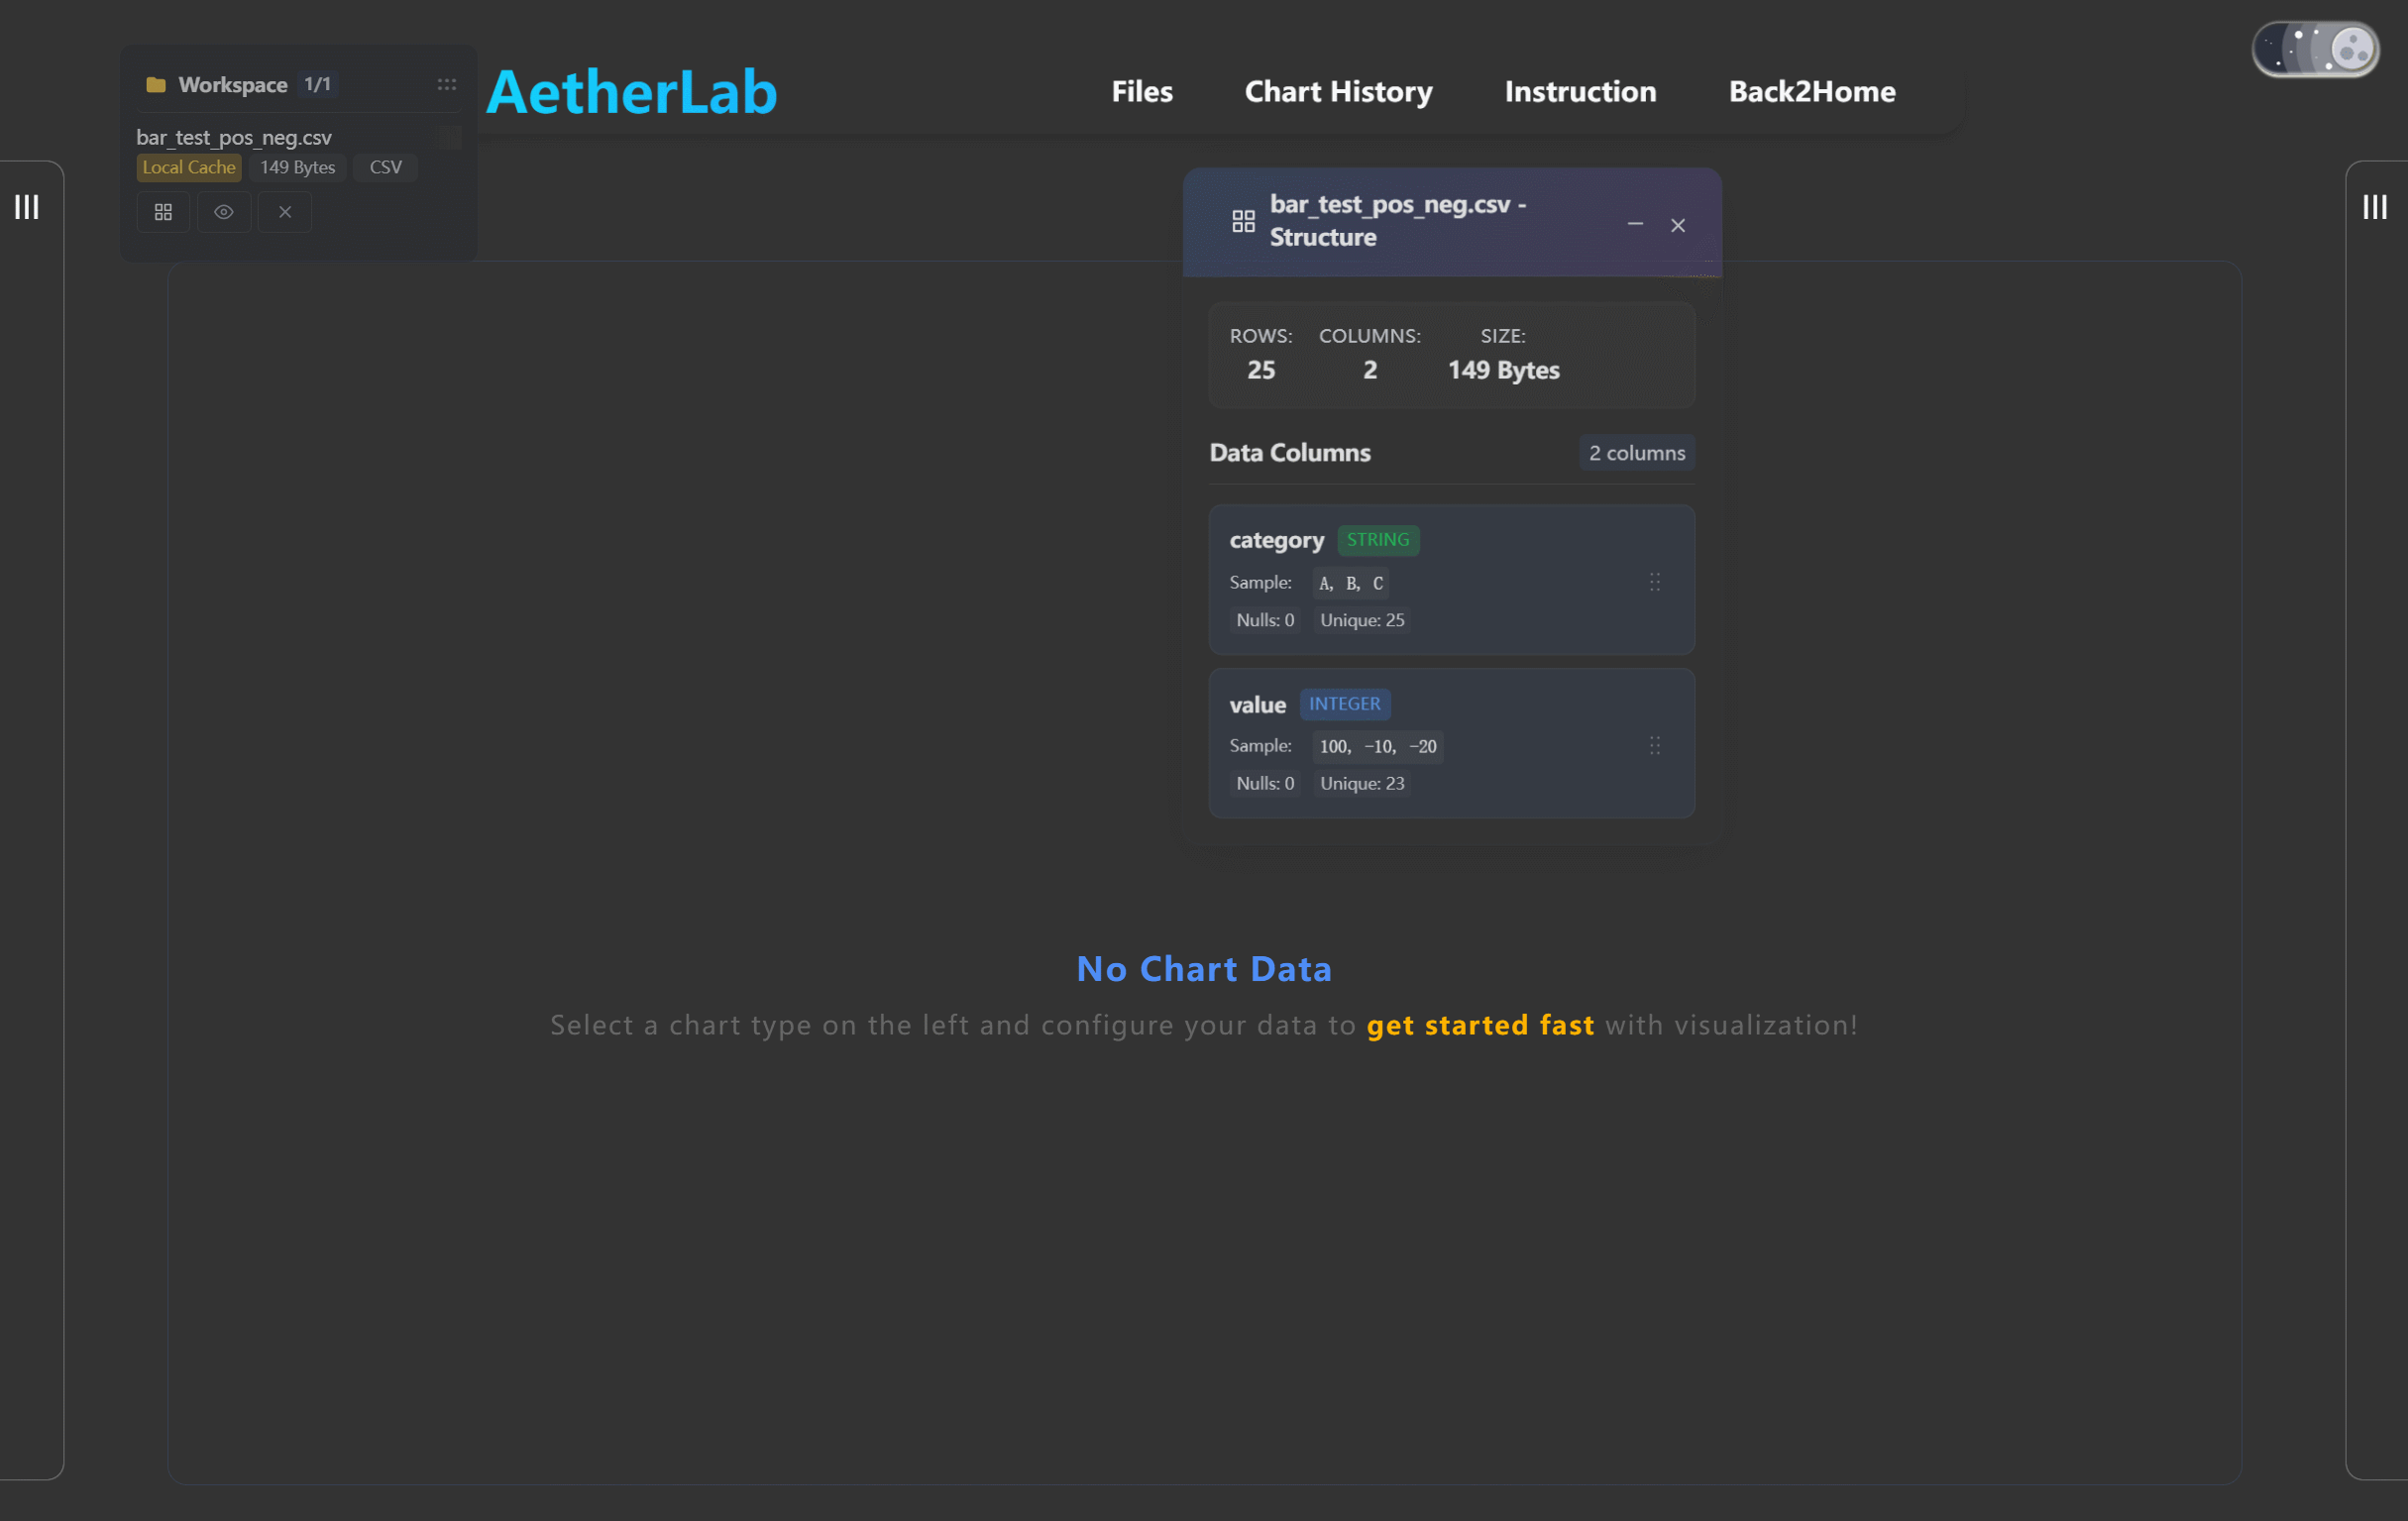 Workspace 1/1
AetherLab
Files
Chart History
Instruction
Back2Home
bar_test_pos_neg.csv
Local Cache
149 Bytes
CSV
bar_test_pos_neg.csv -
Structure
ROWS:
25
COLUMNS:
2
SIZE:
149 Bytes
Data Columns
2 columns
category STRING
Sample: A, B, C
Nulls: 0 Unique: 25
value INTEGER
Sample: 100, -10, -20
Nulls: 0 Unique: 23
No Chart Data
Select a chart type on the left and configure your data to get started fast with visualization!